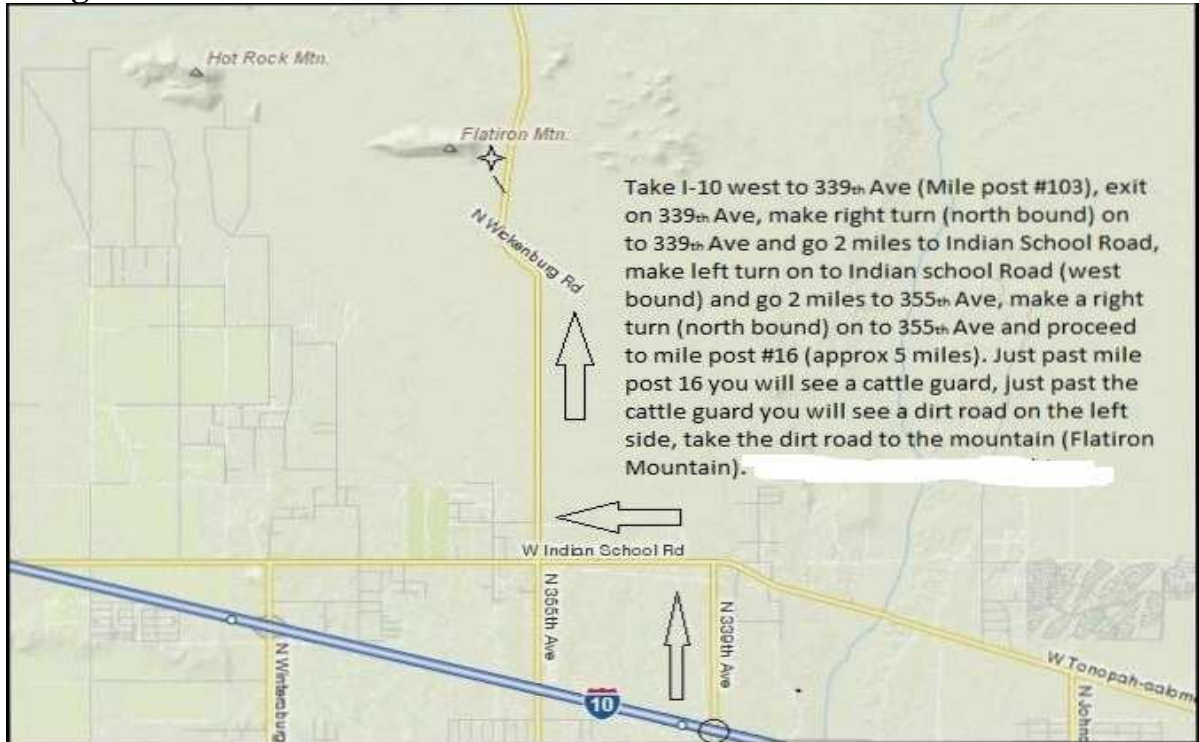 Hot Rock Mtn.
Flatiron Mtn.
Take I-10 west to 339th Ave (Mile post #103), exit
on 339th Ave, make right turn (north bound) on
to 339th Ave and go 2 miles to Indian School Road,
make left turn on to Indian school Road (west
bound) and go 2 miles to 355th Ave, make a right
turn (north bound) on to 355th Ave and proceed
to mile post #16 (approx 5 miles). Just past mile
post 16 you will see a cattle guard, just past the
cattle guard you will see a dirt road on the left
side, take the dirt road to the mountain (Flatiron
Mountain).
N Wickenburg Rd
W Indian School Rd
N 355th Ave
N 339th Ave
N Wintersburg
W Tonopah-
N Johns
10